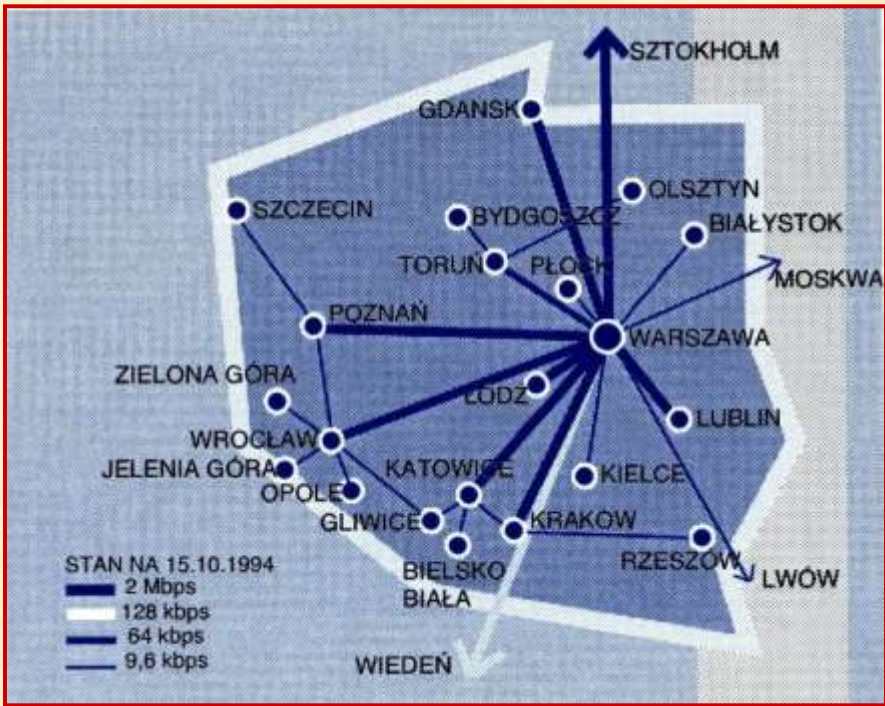 SZTOKHOLM
GDAŃSK
OLSZTYN
SZCZECIN
BYDGOSZCZ
BIAŁYSTOK
TORUŃ
PŁOCK
MOSKWA
POZNAŃ
WARSZAWA
ZIELONA GÓRA
ŁÓDZ
LUBLIN
WROCŁAW
JELENIA GÓRA
KATOWICE
KIELCE
OPOLE
GLIWICE
KRAKOW
RZESZÓW
BIELSKO
BIAŁA
LWÓW
STAN NA 15.10.1994
2 Mbps
128 kbps
64 kbps
9,6 kbps
WIEDEŃ